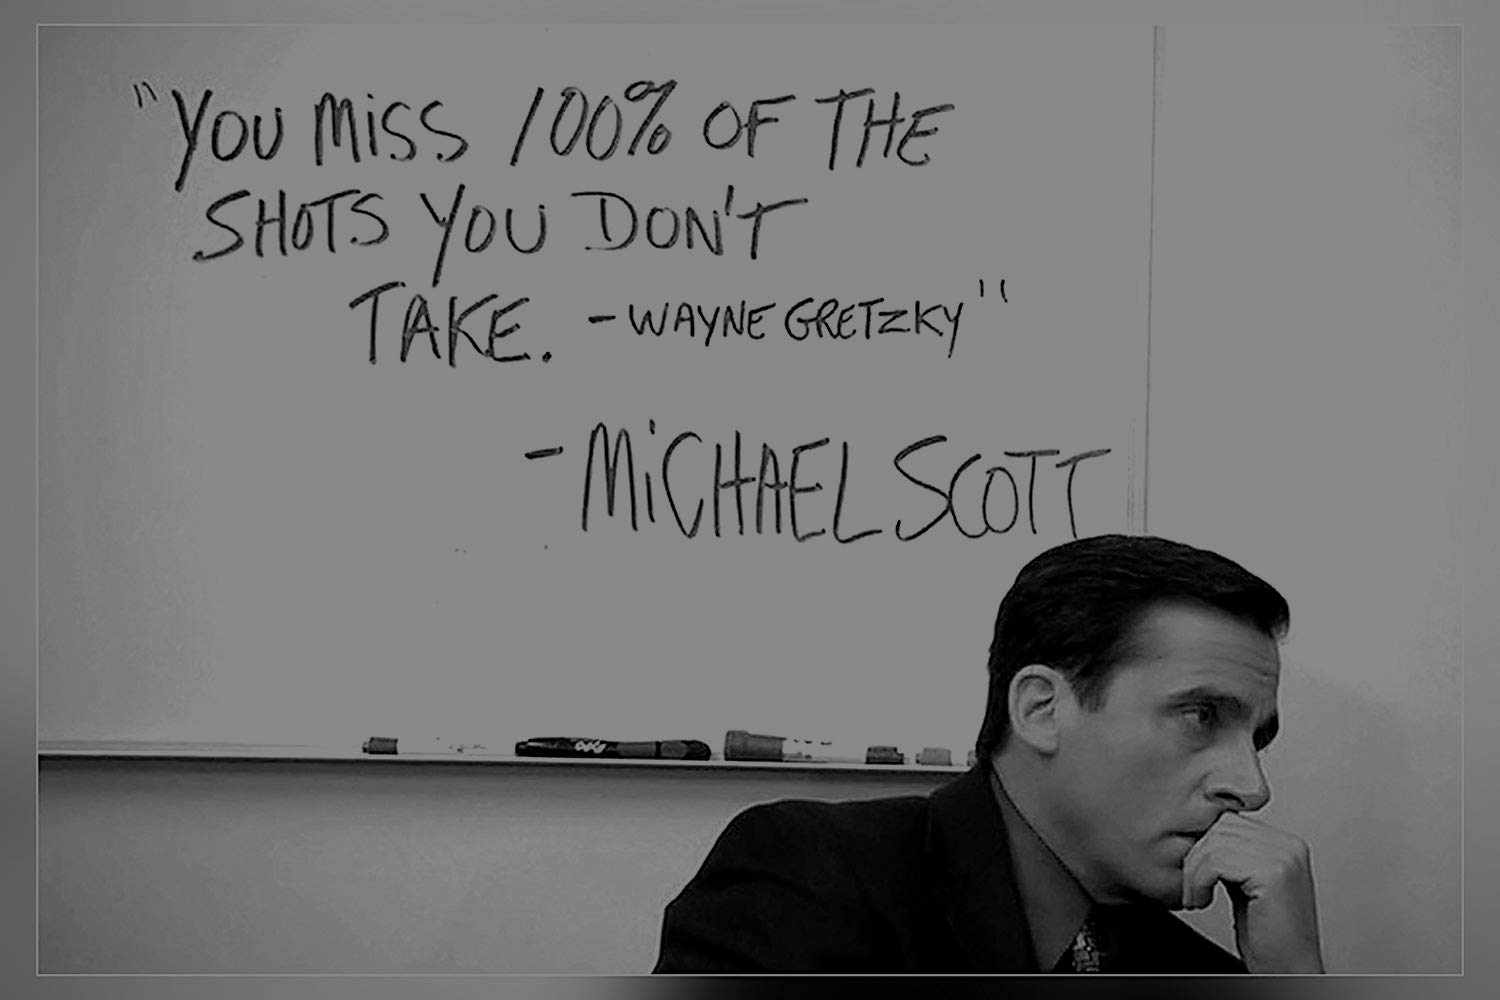 "YOU MISS 100% OF THE
SHOTS YOU DON'T
TAKE. - WAYNE GRETZKY"
- MICHAEL SCOTT